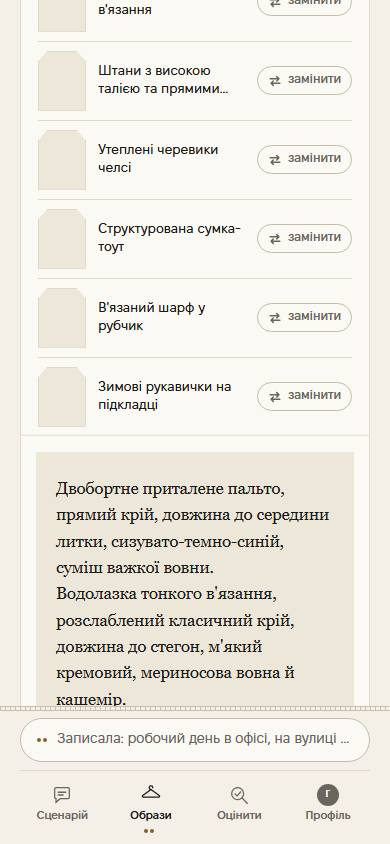 в'язання
замінити
Штани з високою
талією та прямими...
замінити
Утеплені черевики
челсі
замінити
Структурована сумка-
тоут
замінити
В'язаний шарф у
рубчик
замінити
Зимові рукавички на
підкладці
замінити
Двобортне приталене пальто,
прямий крій, довжина до середини
литки, сизувато-темно-синій,
суміш важкої вовни.
Водолазка тонкого в'язання,
розслаблений класичний крій,
довжина до стегон, м'який
кремовий, мериносова вовна й
кашемір.
Записала: робочий день в офісі, на вулиці ...
Сценарій
Образи
Оцінити
Г
Профіль